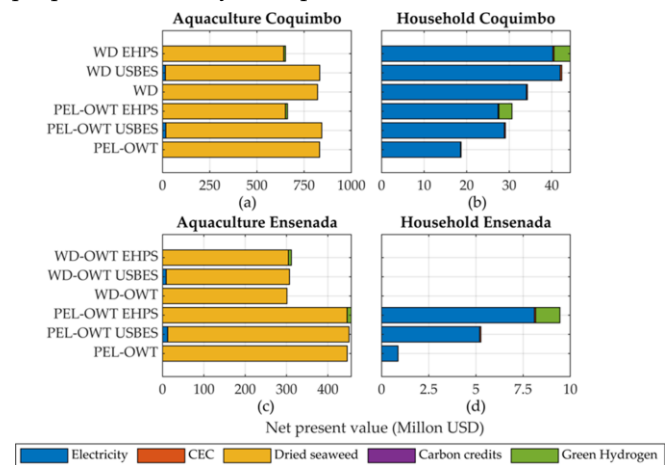 Aquaculture Coquimbo Household Coquimbo
WD EHPS
WD USBES
WD
PEL-OWT EHPS
PEL-OWT USBES
PEL-OWT
0 250 500 750 1000 0 10 20 30 40
(a) (b)
Aquaculture Ensenada Household Ensenada
WD-OWT EHPS
WD-OWT USBES
WD-OWT
PEL-OWT EHPS
PEL-OWT USBES
PEL-OWT
0 100 200 300 400 0 2.5 5 7.5 10
(c) (d)
Net present value (Millon USD)
Electricity CEC Dried seaweed Carbon credits Green Hydrogen